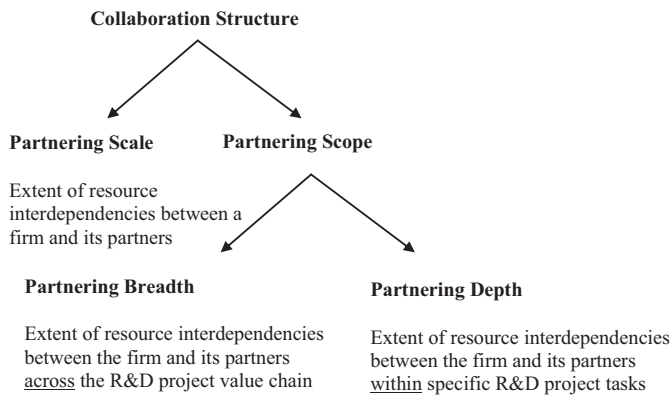 Collaboration Structure
Partnering Scale
Partnering Scope
Extent of resource
interdependencies between a
firm and its partners
Partnering Breadth
Partnering Depth
Extent of resource interdependencies
between the firm and its partners
across the R&D project value chain
Extent of resource interdependencies
between the firm and its partners
within specific R&D project tasks